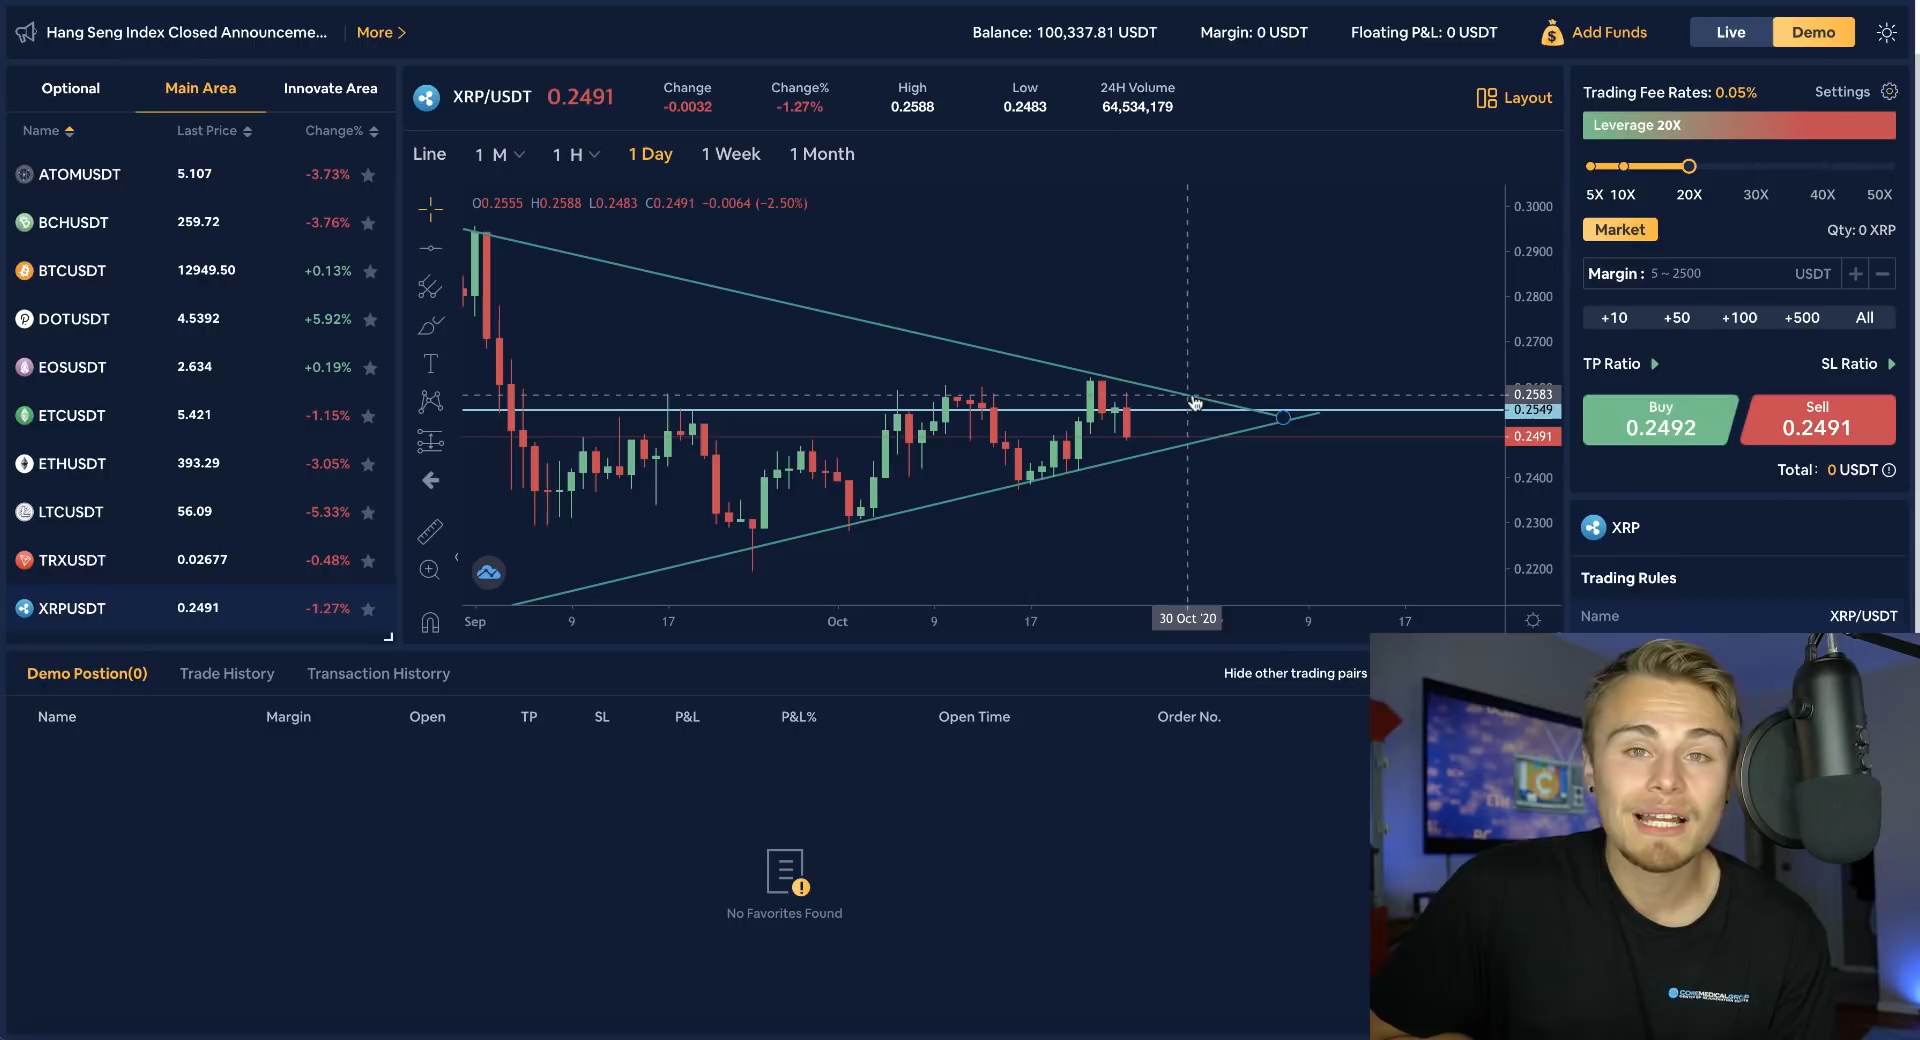 Hang Seng Index Closed Announceme... More >
Balance: 100,337.81 USDT Margin: 0 USDT Floating P&L: 0 USDT Add Funds Live Demo
Optional Main Area Innovate Area
Name Last Price Change%
ATOMUSDT 5.107 -3.73%
BCHUSDT 259.72 -3.76%
BTCUSDT 12949.50 +0.13%
DOTUSDT 4.5392 +5.92%
EOSUSDT 2.634 +0.19%
ETCUSDT 5.421 -1.15%
ETHUSDT 393.29 -3.05%
LTCUSDT 56.09 -5.33%
TRXUSDT 0.02677 -0.48%
XRPUSDT 0.2491 -1.27%
XRP/USDT 0.2491
Change Change% High Low 24H Volume
-0.0032 -1.27% 0.2588 0.2483 64,534,179
Layout
Line 1 M 1 H 1 Day 1 Week 1 Month
O0.2555 H0.2588 L0.2483 C0.2491 -0.0064 (-2.50%)
0.3000
0.2900
0.2800
0.2700
0.2583
0.2549
0.2491
0.2400
0.2300
0.2200
Sep 9 17 Oct 9 17 30 Oct '20 9 17
Trading Fee Rates: 0.05% Settings
Leverage 20X
5X 10X 20X 30X 40X 50X
Market Qty: 0 XRP
Margin : 5 ~ 2500 USDT + −
+10 +50 +100 +500 All
TP Ratio SL Ratio
Buy Sell
0.2492 0.2491
Total: 0 USDT
XRP
Trading Rules
Name XRP/USDT
Demo Postion(0) Trade History Transaction Historry
Hide other trading pairs
Name Margin Open TP SL P&L P&L% Open Time Order No.
No Favorites Found
COREMEDICALGROUP